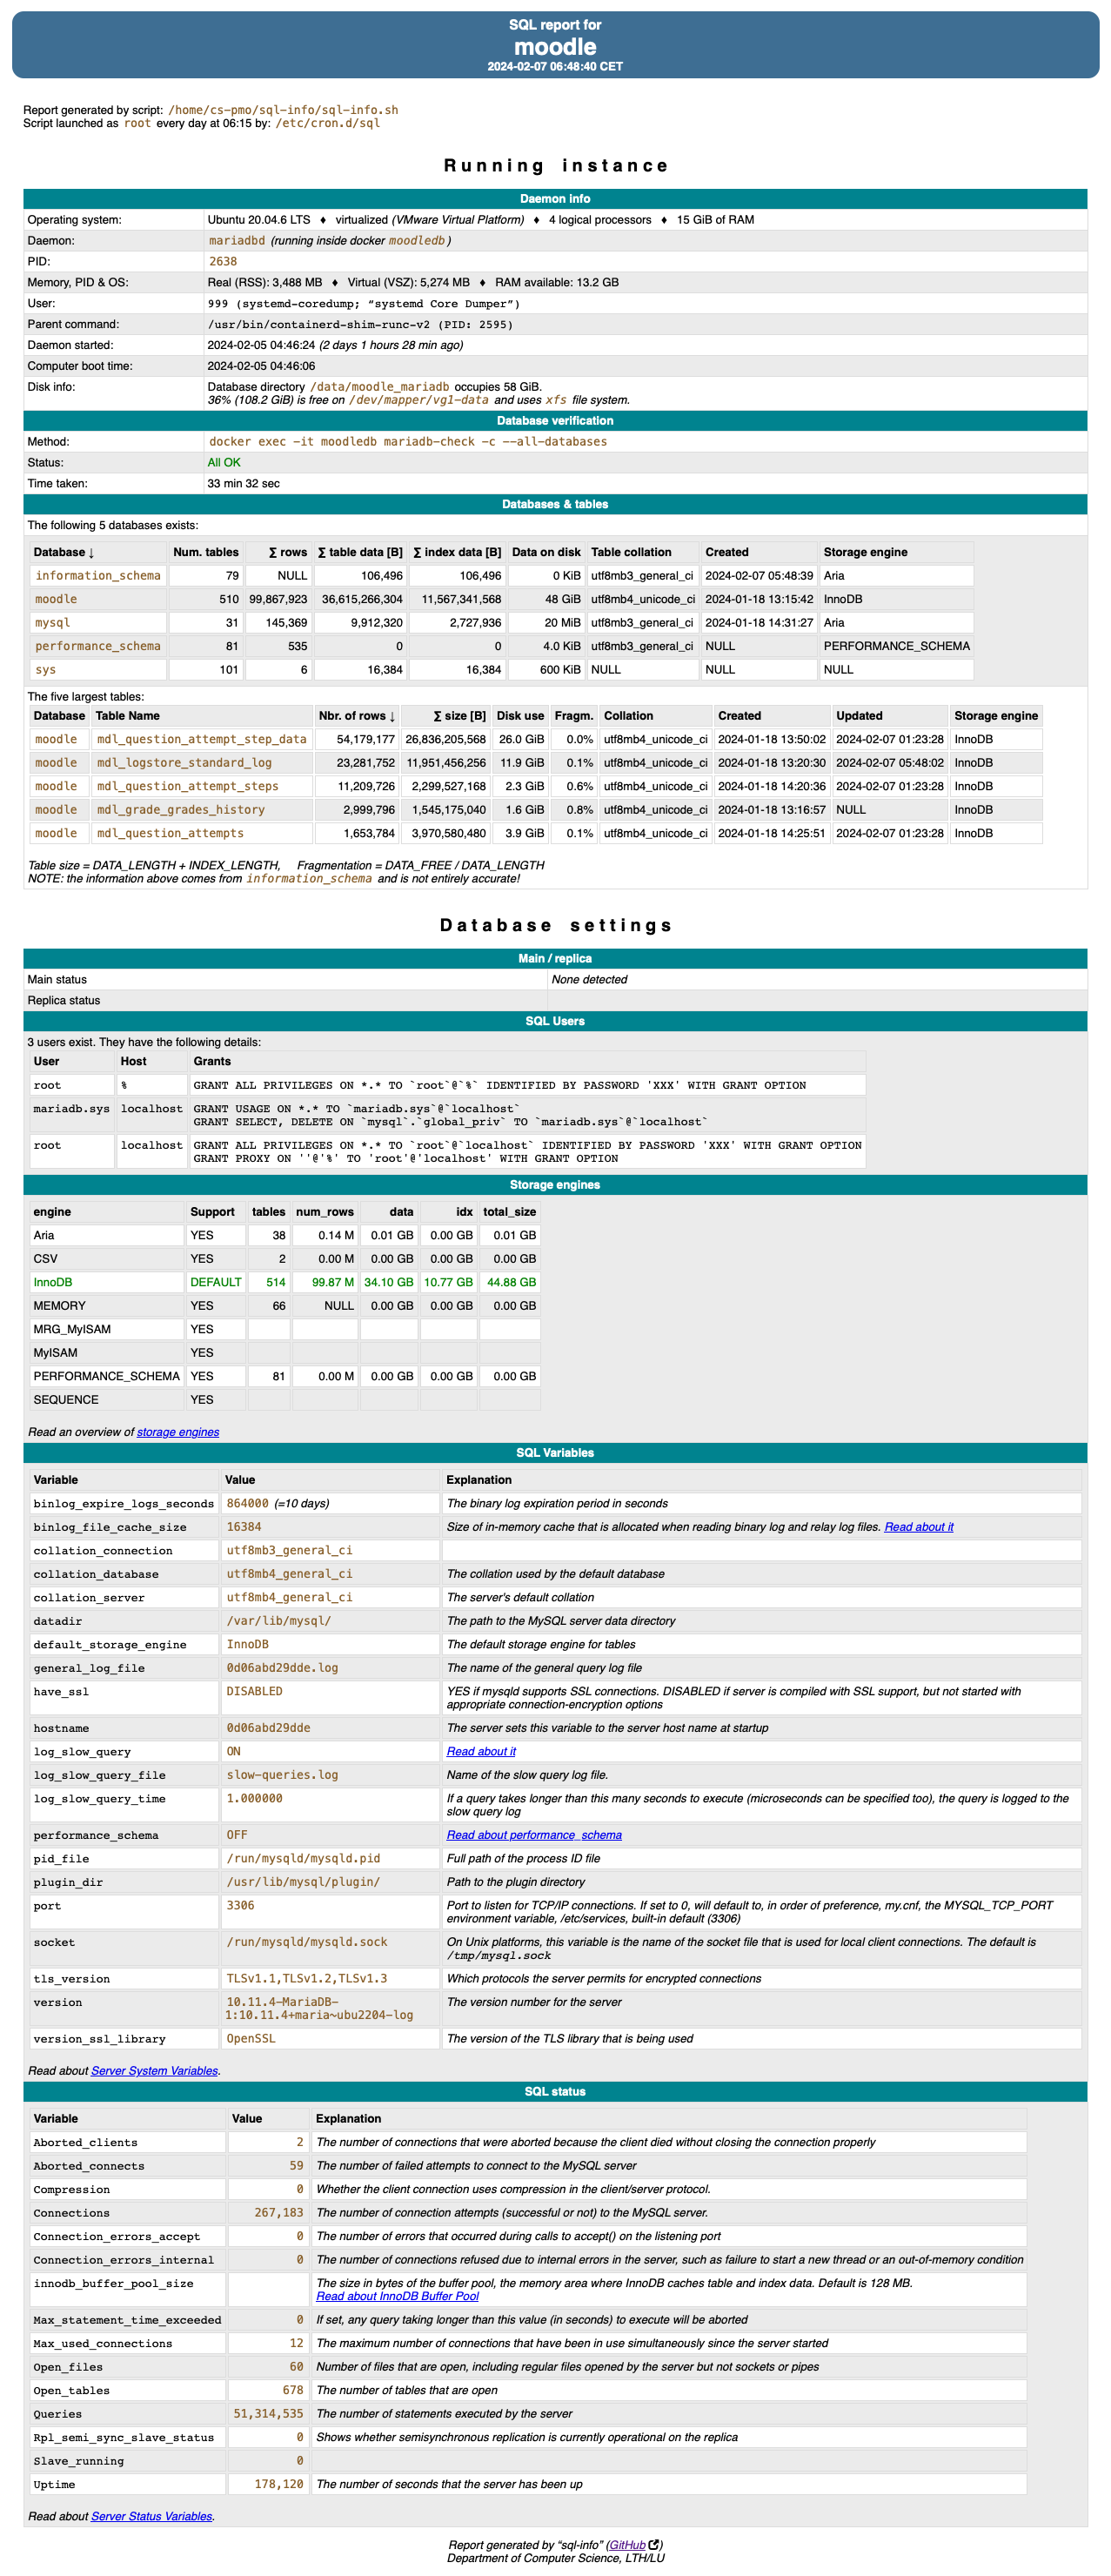 SQL report for
moodle
2024-02-07 06:48:40 CET
Report generated by script: /home/cs-pmo/sql-info/sql-info.sh
Script launched as root every day at 06:15 by: /etc/cron.d/sql
Running instance
Daemon info
Operating system: Ubuntu 20.04.6 LTS ♦ virtualized (VMware Virtual Platform) ♦ 4 logical processors ♦ 15 GiB of RAM
Daemon: mariadbd (running inside docker moodledb)
PID: 2638
Memory, PID & OS: Real (RSS): 3,488 MB ♦ Virtual (VSZ): 5,274 MB ♦ RAM available: 13.2 GB
User: 999 (systemd-coredump; “systemd Core Dumper”)
Parent command: /usr/bin/containerd-shim-runc-v2 (PID: 2595)
Daemon started: 2024-02-05 04:46:24 (2 days 1 hours 28 min ago)
Computer boot time: 2024-02-05 04:46:06
Disk info: Database directory /data/moodle_mariadb occupies 58 GiB.
36% (108.2 GiB) is free on /dev/mapper/vg1-data and uses xfs file system.
Database verification
Method: docker exec -it moodledb mariadb-check -c --all-databases
Status: All OK
Time taken: 33 min 32 sec
Databases & tables
The following 5 databases exists:
Database ↓ Num. tables ∑ rows ∑ table data [B] ∑ index data [B] Data on disk Table collation Created Storage engine
information_schema 79 NULL 106,496 106,496 0 KiB utf8mb3_general_ci 2024-02-07 05:48:39 Aria
moodle 510 99,867,923 36,615,266,304 11,567,341,568 48 GiB utf8mb4_unicode_ci 2024-01-18 13:15:42 InnoDB
mysql 31 145,369 9,912,320 2,727,936 20 MiB utf8mb3_general_ci 2024-01-18 14:31:27 Aria
performance_schema 81 535 0 0 4.0 KiB utf8mb3_general_ci NULL PERFORMANCE_SCHEMA
sys 101 6 16,384 16,384 600 KiB NULL NULL NULL
The five largest tables:
Database Table Name Nbr. of rows ↓ ∑ size [B] Disk use Fragm. Collation Created Updated Storage engine
moodle mdl_question_attempt_step_data 54,179,177 26,836,205,568 26.0 GiB 0.0% utf8mb4_unicode_ci 2024-01-18 13:50:02 2024-02-07 01:23:28 InnoDB
moodle mdl_logstore_standard_log 23,281,752 11,951,456,256 11.9 GiB 0.1% utf8mb4_unicode_ci 2024-01-18 13:20:30 2024-02-07 05:48:02 InnoDB
moodle mdl_question_attempt_steps 11,209,726 2,299,527,168 2.3 GiB 0.6% utf8mb4_unicode_ci 2024-01-18 14:20:36 2024-02-07 01:23:28 InnoDB
moodle mdl_grade_grades_history 2,999,796 1,545,175,040 1.6 GiB 0.8% utf8mb4_unicode_ci 2024-01-18 13:16:57 NULL InnoDB
moodle mdl_question_attempts 1,653,784 3,970,580,480 3.9 GiB 0.1% utf8mb4_unicode_ci 2024-01-18 14:25:51 2024-02-07 01:23:28 InnoDB
Table size = DATA_LENGTH + INDEX_LENGTH, Fragmentation = DATA_FREE / DATA_LENGTH
NOTE: the information above comes from information_schema and is not entirely accurate!
Database settings
Main / replica
Main status None detected
Replica status
SQL Users
3 users exist. They have the following details:
User Host Grants
root % GRANT ALL PRIVILEGES ON *.* TO `root`@`%` IDENTIFIED BY PASSWORD 'XXX' WITH GRANT OPTION
mariadb.sys localhost GRANT USAGE ON *.* TO `mariadb.sys`@`localhost`
GRANT SELECT, DELETE ON `mysql`.`global_priv` TO `mariadb.sys`@`localhost`
root localhost GRANT ALL PRIVILEGES ON *.* TO `root`@`localhost` IDENTIFIED BY PASSWORD 'XXX' WITH GRANT OPTION
GRANT PROXY ON ''@'%' TO 'root'@'localhost' WITH GRANT OPTION
Storage engines
engine Support tables num_rows data idx total_size
Aria YES 38 0.14 M 0.01 GB 0.00 GB 0.01 GB
CSV YES 2 0.00 M 0.00 GB 0.00 GB 0.00 GB
InnoDB DEFAULT 514 99.87 M 34.10 GB 10.77 GB 44.88 GB
MEMORY YES 66 NULL 0.00 GB 0.00 GB 0.00 GB
MRG_MyISAM YES
MyISAM YES
PERFORMANCE_SCHEMA YES 81 0.00 M 0.00 GB 0.00 GB 0.00 GB
SEQUENCE YES
Read an overview of storage engines
SQL Variables
Variable Value Explanation
binlog_expire_logs_seconds 864000 (=10 days) The binary log expiration period in seconds
binlog_file_cache_size 16384 Size of in-memory cache that is allocated when reading binary log and relay log files. Read about it
collation_connection utf8mb3_general_ci
collation_database utf8mb4_general_ci The collation used by the default database
collation_server utf8mb4_general_ci The server's default collation
datadir /var/lib/mysql/ The path to the MySQL server data directory
default_storage_engine InnoDB The default storage engine for tables
general_log_file 0d06abd29dde.log The name of the general query log file
have_ssl DISABLED YES if mysqld supports SSL connections. DISABLED if server is compiled with SSL support, but not started with
appropriate connection-encryption options
hostname 0d06abd29dde The server sets this variable to the server host name at startup
log_slow_query ON Read about it
log_slow_query_file slow-queries.log Name of the slow query log file.
log_slow_query_time 1.000000 If a query takes longer than this many seconds to execute (microseconds can be specified too), the query is logged to the
slow query log
performance_schema OFF Read about performance_schema
pid_file /run/mysqld/mysqld.pid Full path of the process ID file
plugin_dir /usr/lib/mysql/plugin/ Path to the plugin directory
port 3306 Port to listen for TCP/IP connections. If set to 0, will default to, in order of preference, my.cnf, the MYSQL_TCP_PORT
environment variable, /etc/services, built-in default (3306)
socket /run/mysqld/mysqld.sock On Unix platforms, this variable is the name of the socket file that is used for local client connections. The default is
/tmp/mysql.sock
tls_version TLSv1.1,TLSv1.2,TLSv1.3 Which protocols the server permits for encrypted connections
version 10.11.4-MariaDB- The version number for the server
1:10.11.4+maria~ubu2204-log
version_ssl_library OpenSSL The version of the TLS library that is being used
Read about Server System Variables.
SQL status
Variable Value Explanation
Aborted_clients 2 The number of connections that were aborted because the client died without closing the connection properly
Aborted_connects 59 The number of failed attempts to connect to the MySQL server
Compression 0 Whether the client connection uses compression in the client/server protocol.
Connections 267,183 The number of connection attempts (successful or not) to the MySQL server.
Connection_errors_accept 0 The number of errors that occurred during calls to accept() on the listening port
Connection_errors_internal 0 The number of connections refused due to internal errors in the server, such as failure to start a new thread or an out-of-memory condition
innodb_buffer_pool_size The size in bytes of the buffer pool, the memory area where InnoDB caches table and index data. Default is 128 MB.
Read about InnoDB Buffer Pool
Max_statement_time_exceeded 0 If set, any query taking longer than this value (in seconds) to execute will be aborted
Max_used_connections 12 The maximum number of connections that have been in use simultaneously since the server started
Open_files 60 Number of files that are open, including regular files opened by the server but not sockets or pipes
Open_tables 678 The number of tables that are open
Queries 51,314,535 The number of statements executed by the server
Rpl_semi_sync_slave_status 0 Shows whether semisynchronous replication is currently operational on the replica
Slave_running 0
Uptime 178,120 The number of seconds that the server has been up
Read about Server Status Variables.
Report generated by “sql-info” (GitHub)
Department of Computer Science, LTH/LU